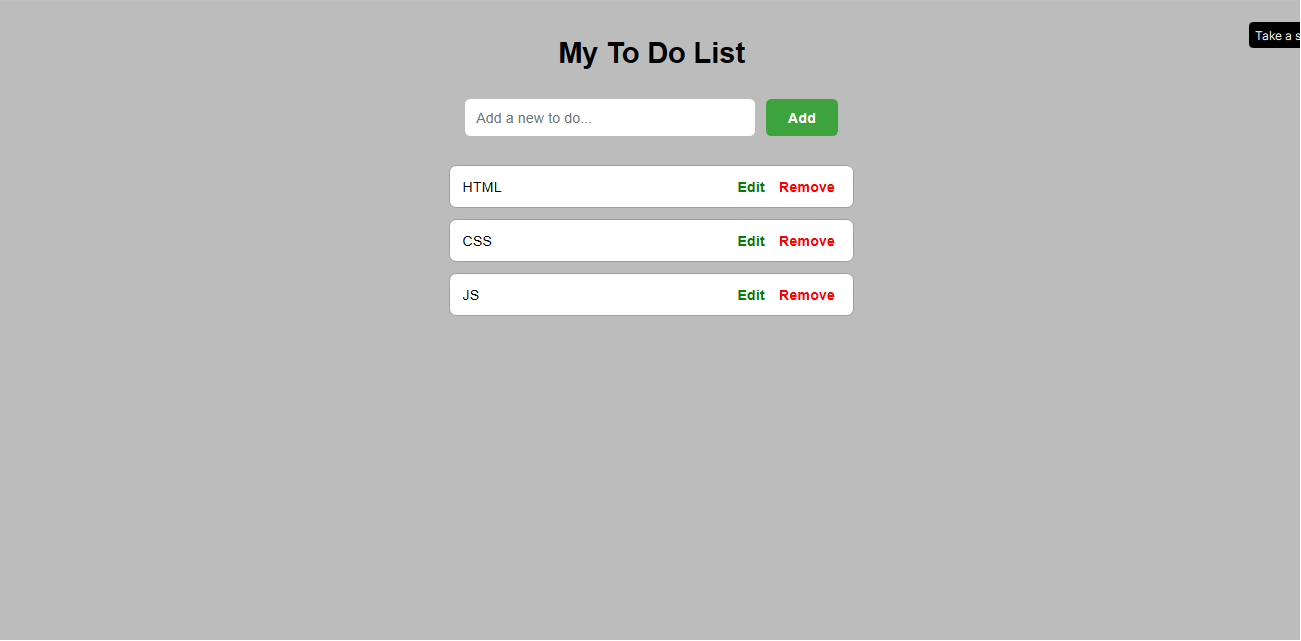 Take a s
My To Do List
Add a new to do... Add
HTML Edit Remove
CSS Edit Remove
JS Edit Remove